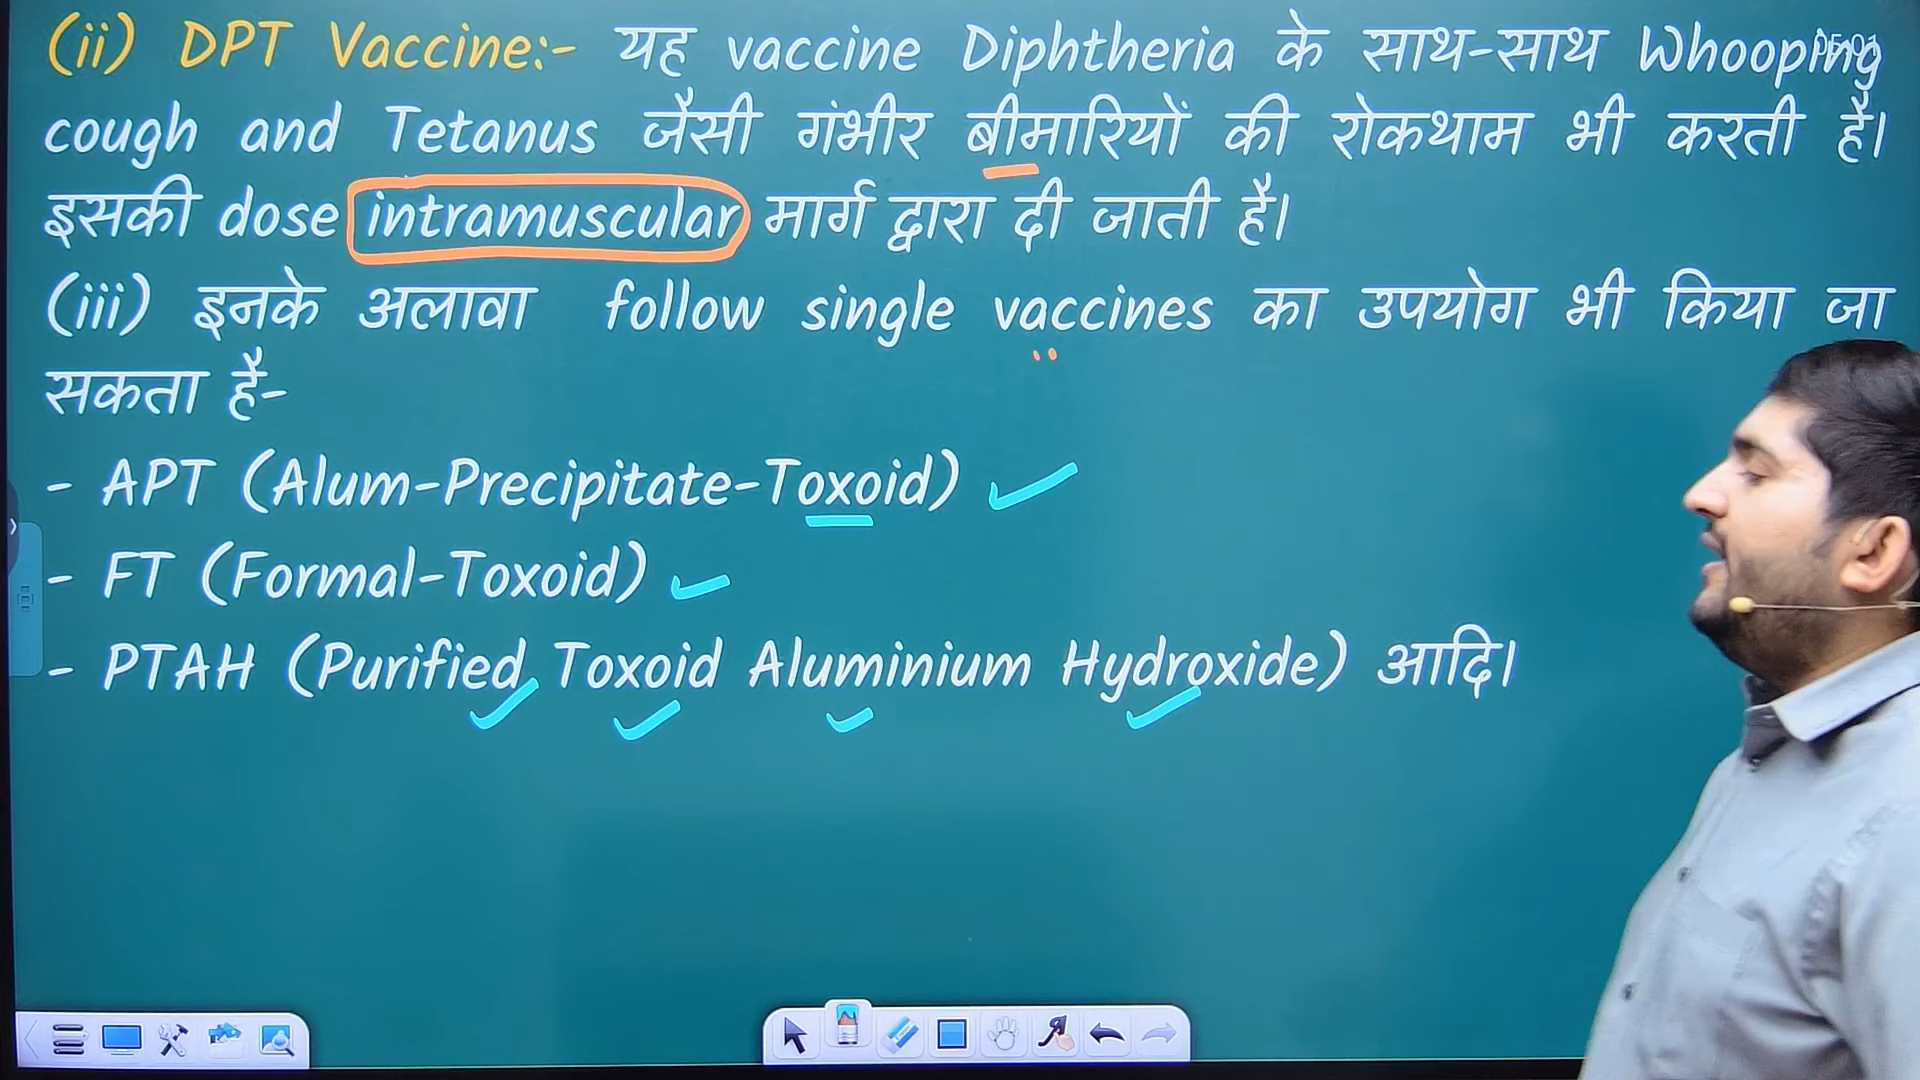 (ii) DPT Vaccine:- यह vaccine Diphtheria के साथ-साथ Whooping
cough and Tetanus जैसी गंभीर बीमारियों की रोकथाम भी करती है।
इसकी dose intramuscular मार्ग द्वारा दी जाती है।
(iii) इनके अलावा follow single vaccines का उपयोग भी किया जा
सकता है-
- APT (Alum-Precipitate-Toxoid)
- FT (Formal-Toxoid)
- PTAH (Purified Toxoid Aluminium Hydroxide) आदि।